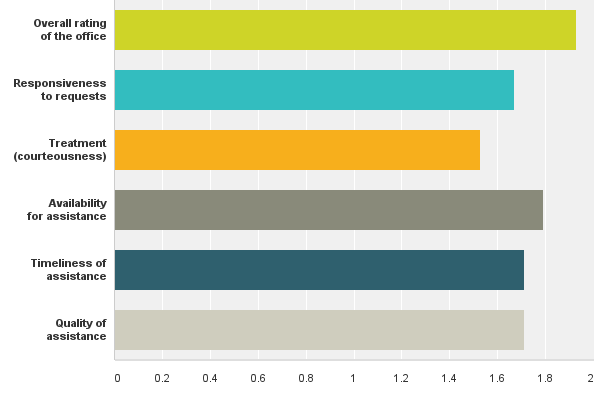 Overall rating
of the office
Responsiveness
to requests
Treatment
(courteousness)
Availability
for assistance
Timeliness of
assistance
Quality of
assistance
0 0.2 0.4 0.6 0.8 1 1.2 1.4 1.6 1.8 2